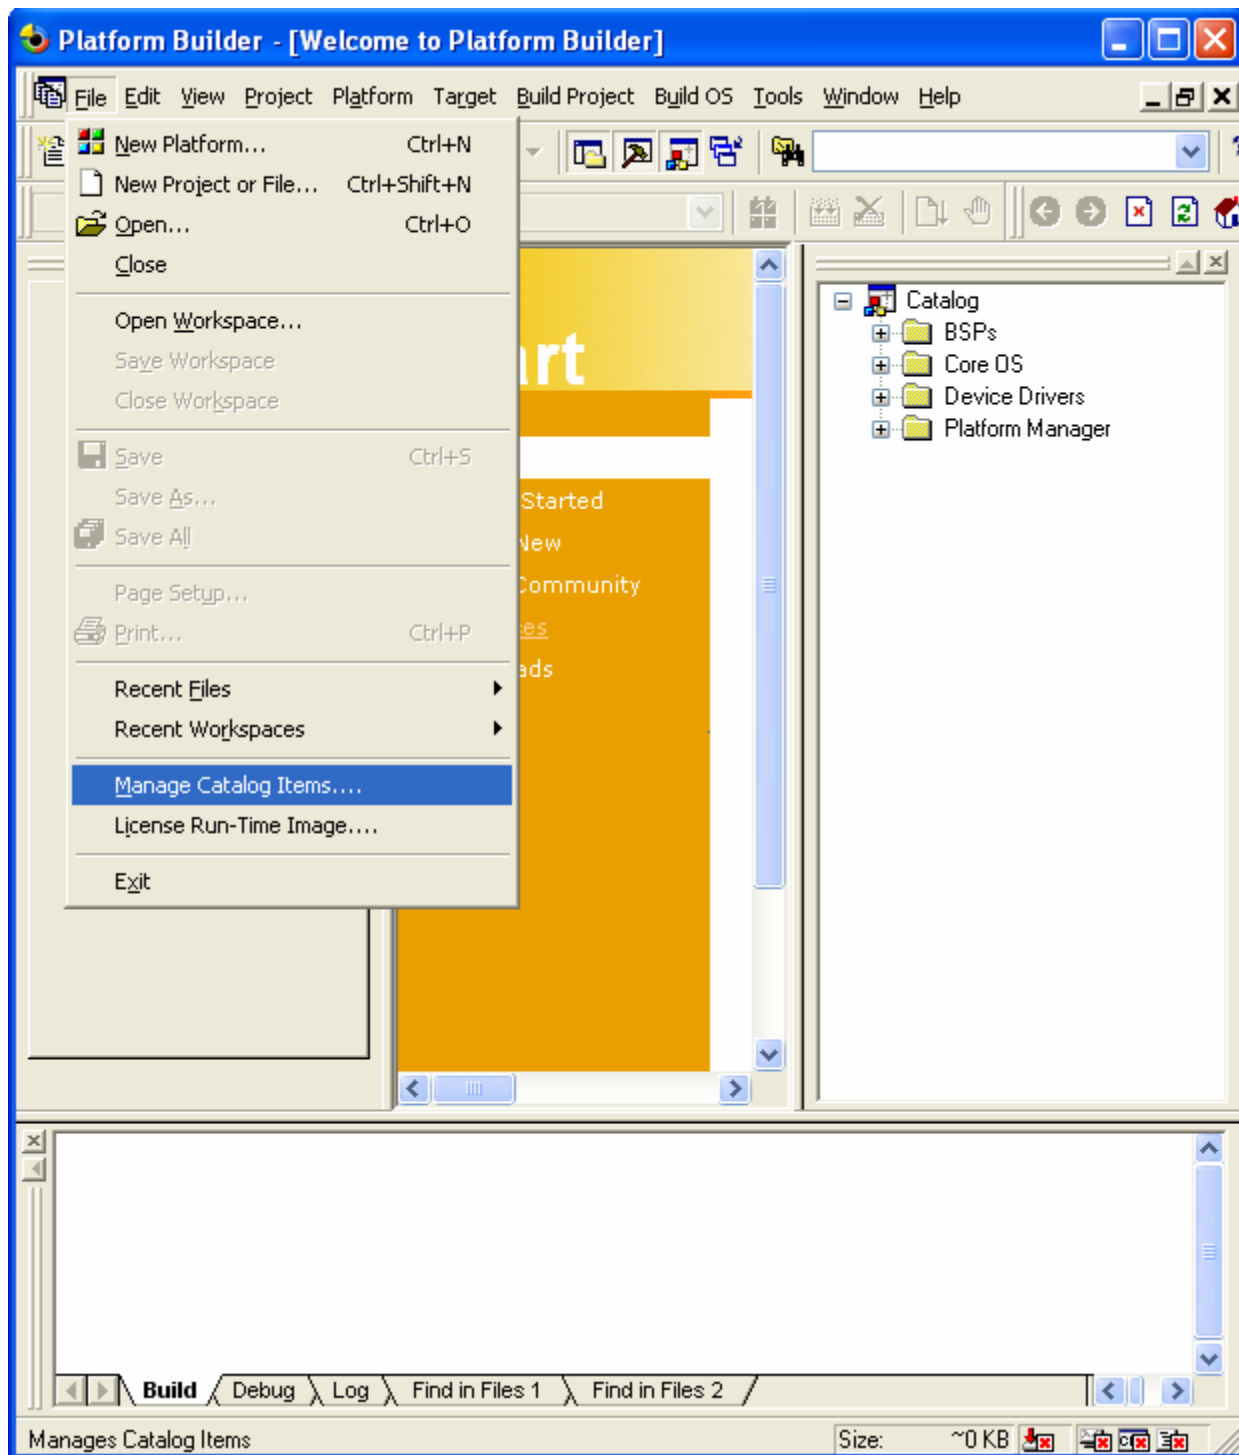 Platform Builder - [Welcome to Platform Builder]
File Edit View Project Platform Target Build Project Build OS Tools Window Help
New Platform... Ctrl+N
New Project or File... Ctrl+Shift+N
Open... Ctrl+O
Close
Open Workspace...
Save Workspace
Close Workspace
Save Ctrl+S
Save As...
Save All
Page Setup...
Print... Ctrl+P
Recent Files
Recent Workspaces
Manage Catalog Items....
License Run-Time Image....
Exit
art
Started
New
Community
es
ads
Catalog
BSPs
Core OS
Device Drivers
Platform Manager
Build Debug Log Find in Files 1 Find in Files 2
Manages Catalog Items Size: ~0 KB